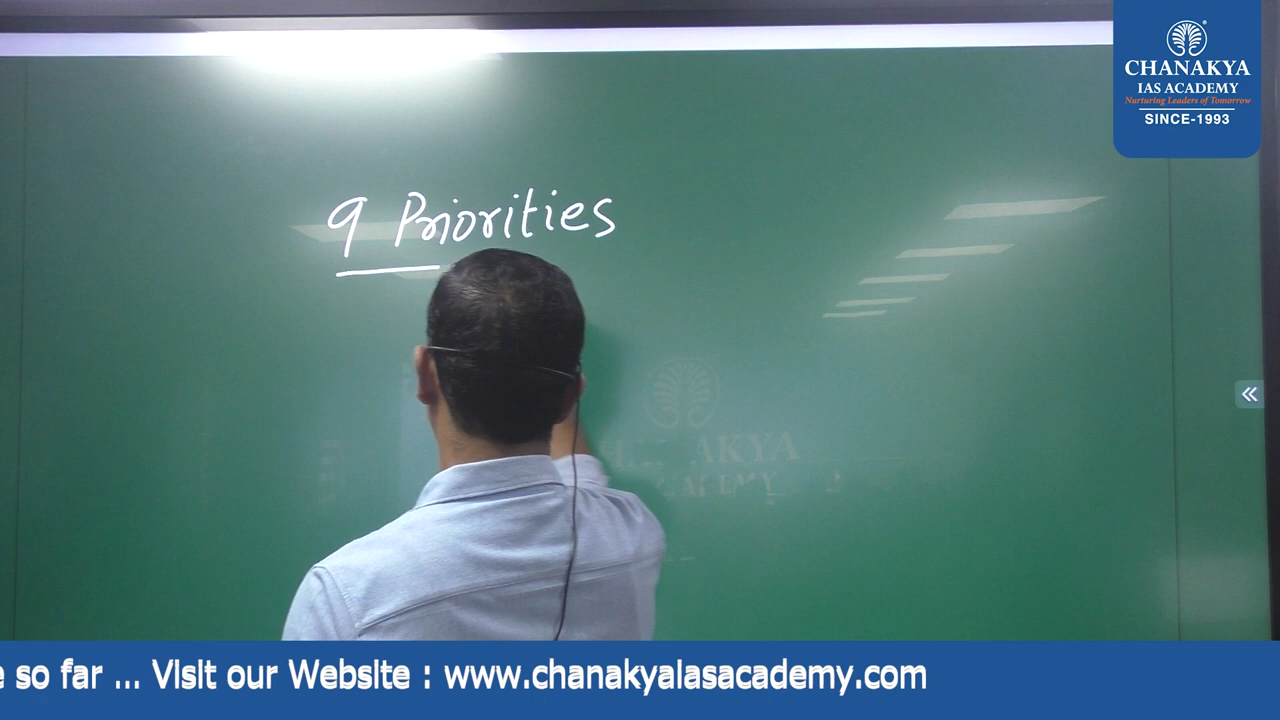 CHANAKYA
IAS ACADEMY
Nurturing Leaders of Tomorrow
SINCE-1993
9 Priorities
AKYA
so far ... Visit our Website : www.chanakyaiasacademy.com